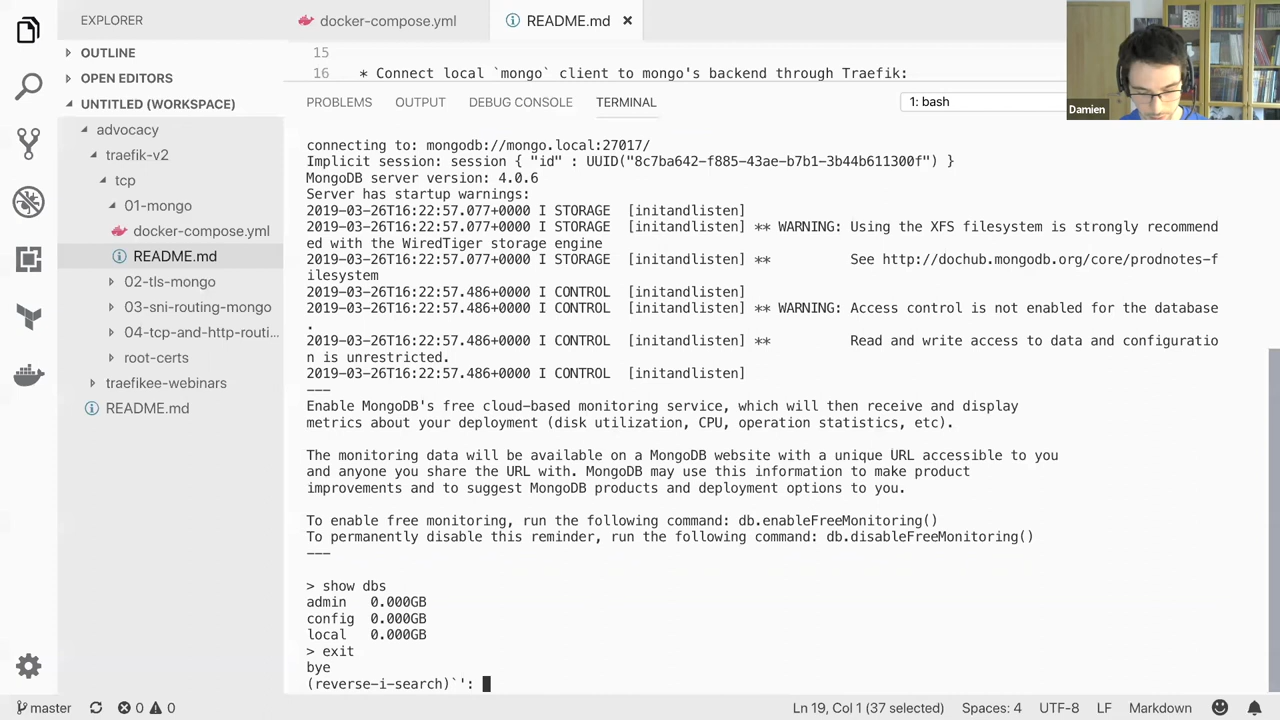 EXPLORER
OUTLINE
OPEN EDITORS
UNTITLED (WORKSPACE)
advocacy
traefik-v2
tcp
01-mongo
docker-compose.yml
README.md
02-tls-mongo
03-sni-routing-mongo
04-tcp-and-http-routi...
root-certs
traefikee-webinars
README.md
docker-compose.yml
README.md
15
16 * Connect local `mongo` client to mongo's backend through Traefik:
PROBLEMS OUTPUT DEBUG CONSOLE TERMINAL
1: bash
Damien
connecting to: mongodb://mongo.local:27017/
Implicit session: session { "id" : UUID("8c7ba642-f885-43ae-b7b1-3b44b611300f") }
MongoDB server version: 4.0.6
Server has startup warnings:
2019-03-26T16:22:57.077+0000 I STORAGE  [initandlisten]
2019-03-26T16:22:57.077+0000 I STORAGE  [initandlisten] ** WARNING: Using the XFS filesystem is strongly recommend
ed with the WiredTiger storage engine
2019-03-26T16:22:57.077+0000 I STORAGE  [initandlisten] **          See http://dochub.mongodb.org/core/prodnotes-f
ilesystem
2019-03-26T16:22:57.486+0000 I CONTROL  [initandlisten]
2019-03-26T16:22:57.486+0000 I CONTROL  [initandlisten] ** WARNING: Access control is not enabled for the database
.
2019-03-26T16:22:57.486+0000 I CONTROL  [initandlisten] **          Read and write access to data and configuratio
n is unrestricted.
2019-03-26T16:22:57.486+0000 I CONTROL  [initandlisten]
---
Enable MongoDB's free cloud-based monitoring service, which will then receive and display
metrics about your deployment (disk utilization, CPU, operation statistics, etc).
The monitoring data will be available on a MongoDB website with a unique URL accessible to you
and anyone you share the URL with. MongoDB may use this information to make product
improvements and to suggest MongoDB products and deployment options to you.
To enable free monitoring, run the following command: db.enableFreeMonitoring()
To permanently disable this reminder, run the following command: db.disableFreeMonitoring()
---
> show dbs
admin   0.000GB
config  0.000GB
local   0.000GB
> exit
bye
(reverse-i-search)`':
master 0 0 Ln 19, Col 1 (37 selected) Spaces: 4 UTF-8 LF Markdown